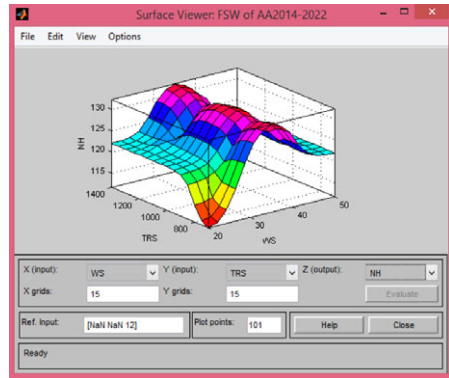 Surface Viewer: FSW of AA2014-2022
File Edit View Options
130
125
120
115
NH
1400
1200
1000
800
TRS
20
30
40
50
WS
X (input): WS Y (input): TRS Z (output): NH
X grids: 15 Y grids: 15 Evaluate
Ref. Input: [NaN NaN 12] Plot points: 101 Help Close
Ready